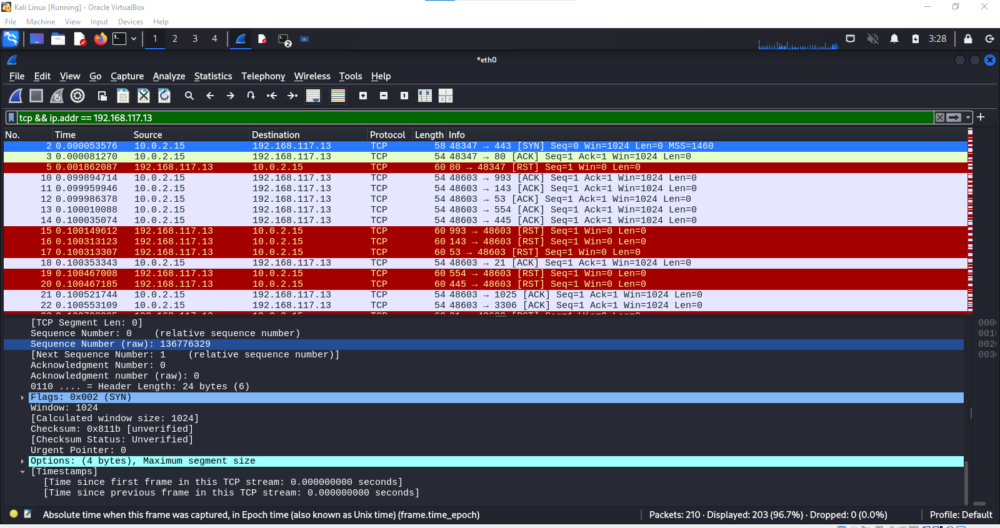 Kali Linux [Running] - Oracle VirtualBox
File Machine View Input Devices Help
1 2 3 4 2 3:28
*eth0
File Edit View Go Capture Analyze Statistics Telephony Wireless Tools Help
tcp && ip.addr == 192.168.117.13
No. Time Source Destination Protocol Length Info
2 0.000053576 10.0.2.15 192.168.117.13 TCP 58 48347 → 443 [SYN] Seq=0 Win=1024 Len=0 MSS=1460
3 0.000081270 10.0.2.15 192.168.117.13 TCP 54 48347 → 80 [ACK] Seq=1 Ack=1 Win=1024 Len=0
5 0.001862087 192.168.117.13 10.0.2.15 TCP 60 80 → 48347 [RST] Seq=1 Win=0 Len=0
10 0.099894714 10.0.2.15 192.168.117.13 TCP 54 48603 → 993 [ACK] Seq=1 Ack=1 Win=1024 Len=0
11 0.099959946 10.0.2.15 192.168.117.13 TCP 54 48603 → 143 [ACK] Seq=1 Ack=1 Win=1024 Len=0
12 0.099986378 10.0.2.15 192.168.117.13 TCP 54 48603 → 53 [ACK] Seq=1 Ack=1 Win=1024 Len=0
13 0.100010088 10.0.2.15 192.168.117.13 TCP 54 48603 → 554 [ACK] Seq=1 Ack=1 Win=1024 Len=0
14 0.100035074 10.0.2.15 192.168.117.13 TCP 54 48603 → 445 [ACK] Seq=1 Ack=1 Win=1024 Len=0
15 0.100149612 192.168.117.13 10.0.2.15 TCP 60 993 → 48603 [RST] Seq=1 Win=0 Len=0
16 0.100313123 192.168.117.13 10.0.2.15 TCP 60 143 → 48603 [RST] Seq=1 Win=0 Len=0
17 0.100313307 192.168.117.13 10.0.2.15 TCP 60 53 → 48603 [RST] Seq=1 Win=0 Len=0
18 0.100353343 10.0.2.15 192.168.117.13 TCP 54 48603 → 21 [ACK] Seq=1 Ack=1 Win=1024 Len=0
19 0.100467008 192.168.117.13 10.0.2.15 TCP 60 554 → 48603 [RST] Seq=1 Win=0 Len=0
20 0.100467185 192.168.117.13 10.0.2.15 TCP 60 445 → 48603 [RST] Seq=1 Win=0 Len=0
21 0.100521744 10.0.2.15 192.168.117.13 TCP 54 48603 → 1025 [ACK] Seq=1 Ack=1 Win=1024 Len=0
22 0.100553109 10.0.2.15 192.168.117.13 TCP 54 48603 → 3306 [ACK] Seq=1 Ack=1 Win=1024 Len=0
[TCP Segment Len: 0]
Sequence Number: 0 (relative sequence number)
Sequence Number (raw): 136776329
[Next Sequence Number: 1 (relative sequence number)]
Acknowledgment Number: 0
Acknowledgment number (raw): 0
0110 .... = Header Length: 24 bytes (6)
Flags: 0x002 (SYN)
Window: 1024
[Calculated window size: 1024]
Checksum: 0x811b [unverified]
[Checksum Status: Unverified]
Urgent Pointer: 0
Options: (4 bytes), Maximum segment size
[Timestamps]
[Time since first frame in this TCP stream: 0.000000000 seconds]
[Time since previous frame in this TCP stream: 0.000000000 seconds]
Absolute time when this frame was captured, in Epoch time (also known as Unix time) (frame.time_epoch) Packets: 210 · Displayed: 203 (96.7%) · Dropped: 0 (0.0%) Profile: Default